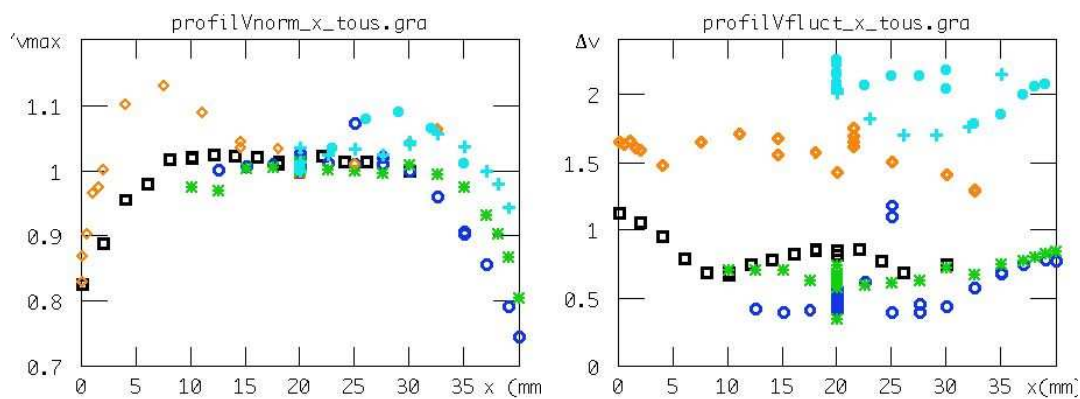 profilVnorm_x_tous.gra
vmax
1.1
1
0.9
0.8
0.7
0 5 10 15 20 25 30 35 x (mm
profilVfluct_x_tous.gra
Δv
2
1.5
1
0.5
0
0 5 10 15 20 25 30 35 x(mm)